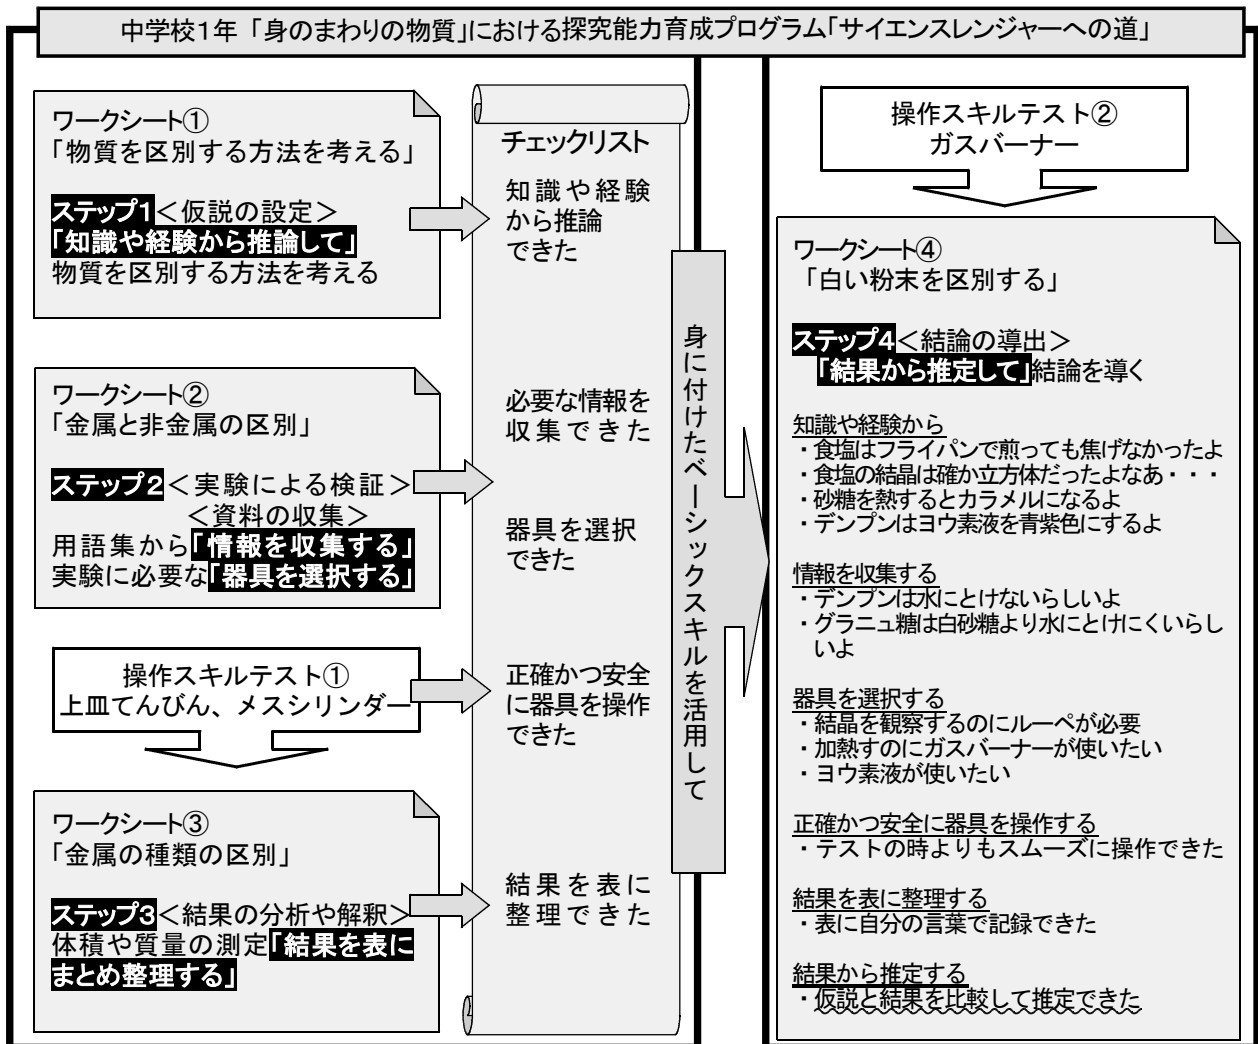 中学校1年 「身のまわりの物質」における探究能力育成プログラム「サイエンスレンジャーへの道」
ワークシート①
「物質を区別する方法を考える」
ステップ1＜仮説の設定＞
「知識や経験から推論して」
物質を区別する方法を考える
ワークシート②
「金属と非金属の区別」
ステップ2＜実験による検証＞
＜資料の収集＞
用語集から「情報を収集する」
実験に必要な「器具を選択する」
操作スキルテスト①
上皿てんびん、メスシリンダー
ワークシート③
「金属の種類の区別」
ステップ3＜結果の分析や解釈＞
体積や質量の測定「結果を表に
まとめ整理する」
チェックリスト
知識や経験
から推論
できた
必要な情報を
収集できた
器具を選択
できた
正確かつ安全
に器具を操作
できた
結果を表に
整理できた
身に付けたベーシックスキルを活用して
操作スキルテスト②
ガスバーナー
ワークシート④
「白い粉末を区別する」
ステップ4＜結論の導出＞
「結果から推定して」結論を導く
知識や経験から
・食塩はフライパンで煎っても焦げなかったよ
・食塩の結晶は確か立方体だったよなあ・・・
・砂糖を熱するとカラメルになるよ
・デンプンはヨウ素液を青紫色にするよ
情報を収集する
・デンプンは水にとけないらしいよ
・グラニュ糖は白砂糖より水にとけにくいらし
いよ
器具を選択する
・結晶を観察するのにルーペが必要
・加熱すのにガスバーナーが使いたい
・ヨウ素液が使いたい
正確かつ安全に器具を操作する
・テストの時よりもスムーズに操作できた
結果を表に整理する
・表に自分の言葉で記録できた
結果から推定する
・仮説と結果を比較して推定できた